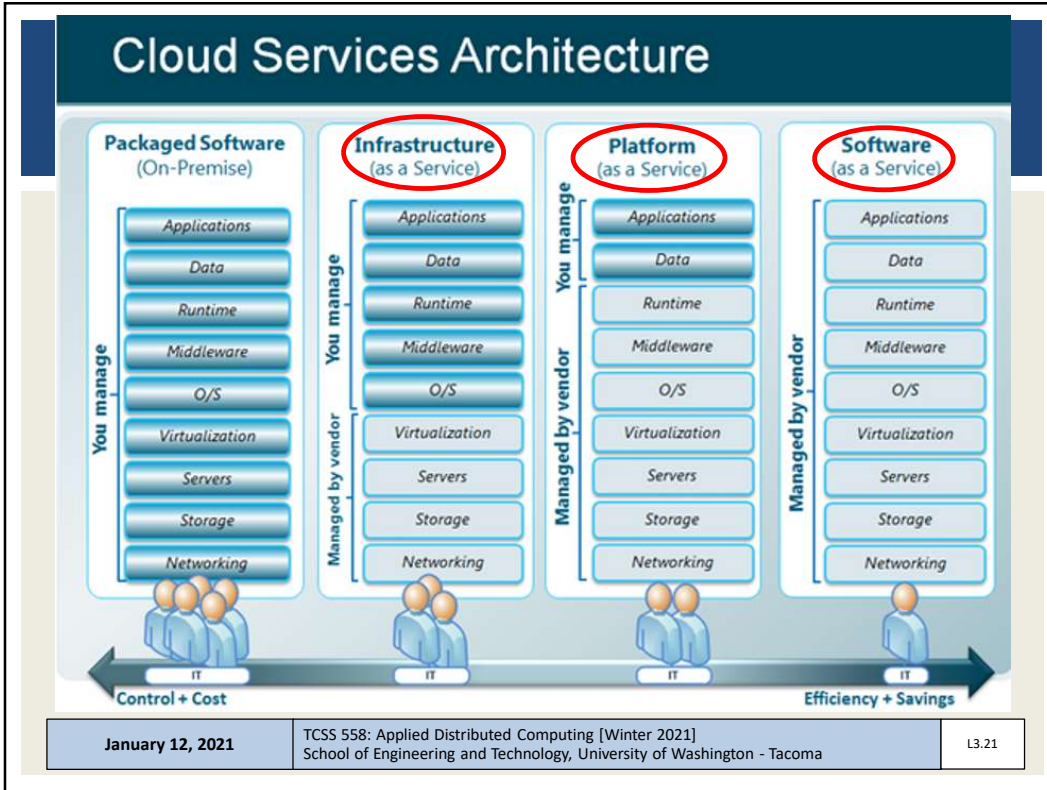 Cloud Services Architecture
Packaged Software
(On-Premise)
You manage
Applications
Data
Runtime
Middleware
O/S
Virtualization
Servers
Storage
Networking
IT
Infrastructure
(as a Service)
You manage
Managed by vendor
Applications
Data
Runtime
Middleware
O/S
Virtualization
Servers
Storage
Networking
IT
Platform
(as a Service)
You manage
Managed by vendor
Applications
Data
Runtime
Middleware
O/S
Virtualization
Servers
Storage
Networking
IT
Software
(as a Service)
Managed by vendor
Applications
Data
Runtime
Middleware
O/S
Virtualization
Servers
Storage
Networking
IT
Control + Cost
Efficiency + Savings
January 12, 2021
TCSS 558: Applied Distributed Computing [Winter 2021]
School of Engineering and Technology, University of Washington - Tacoma
L3.21